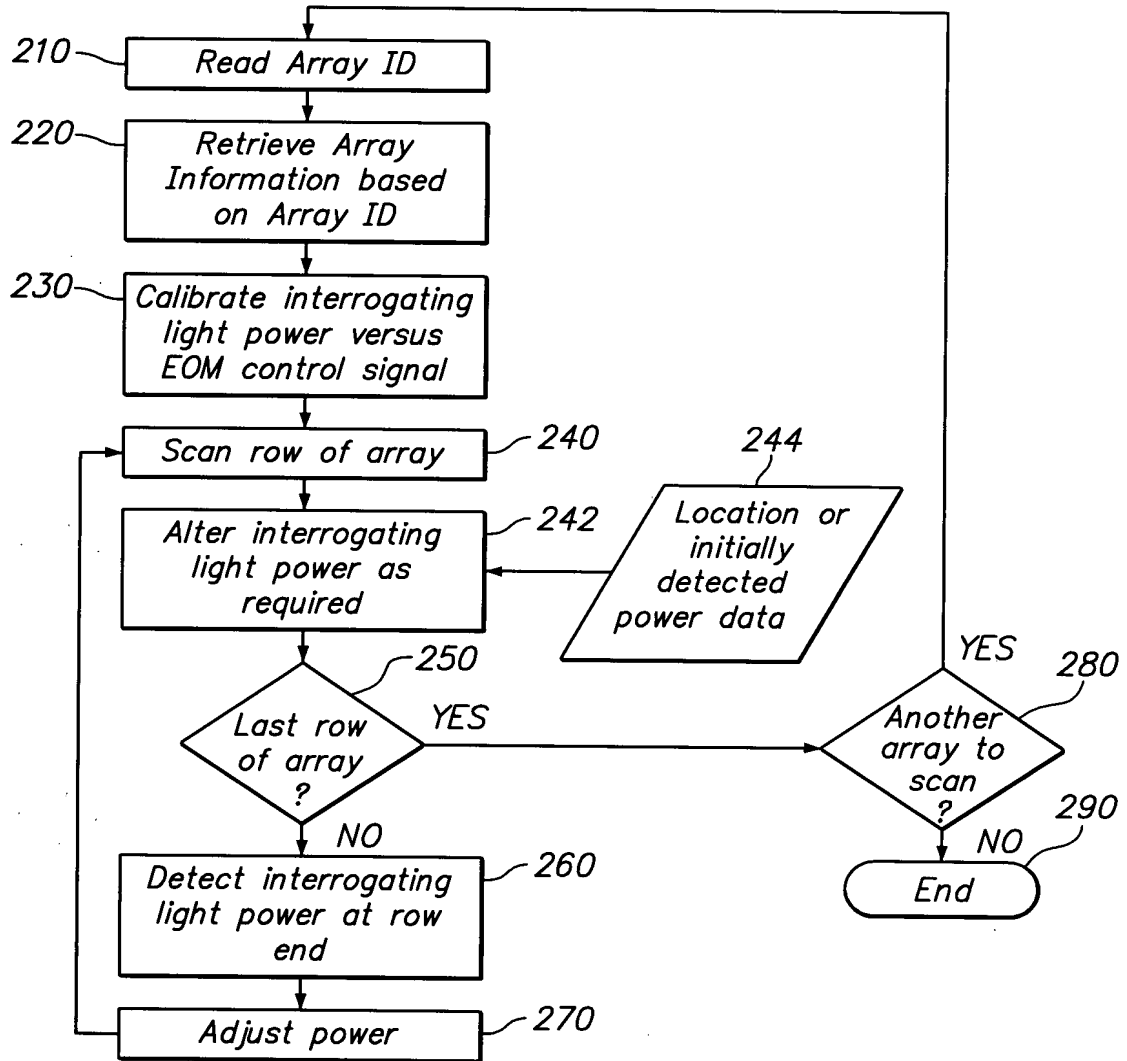 210
Read Array ID
220
Retrieve Array
Information based
on Array ID
230
Calibrate interrogating
light power versus
EOM control signal
Scan row of array
240
Alter interrogating
light power as
required
242
244
Location or
initially
detected
power data
250
Last row
of array
?
YES
NO
YES
280
Another
array to
scan
?
NO
290
End
Detect interrogating
light power at row
end
260
Adjust power
270